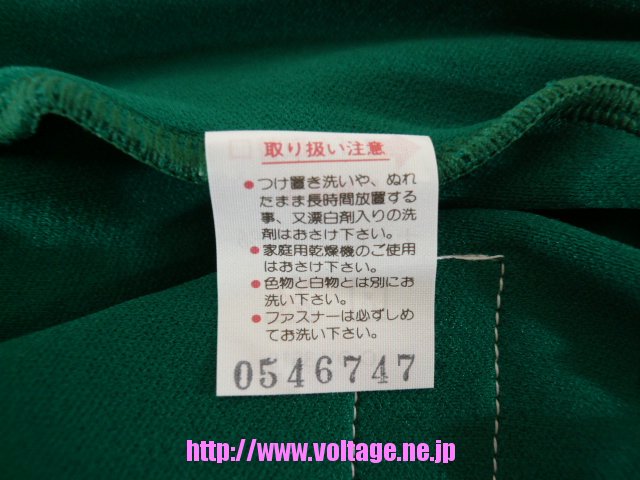 取り扱い注意
●つけ置き洗いや、ぬれ
たまま長時間放置する
事、又漂白剤入りの洗
剤はおさけ下さい。
●家庭用乾燥機のご使用
はおさけ下さい。
●色物と白物とは別にお
洗い下さい。
●ファスナーは必ずしめ
てお洗い下さい。
0546747
http://www.voltage.ne.jp